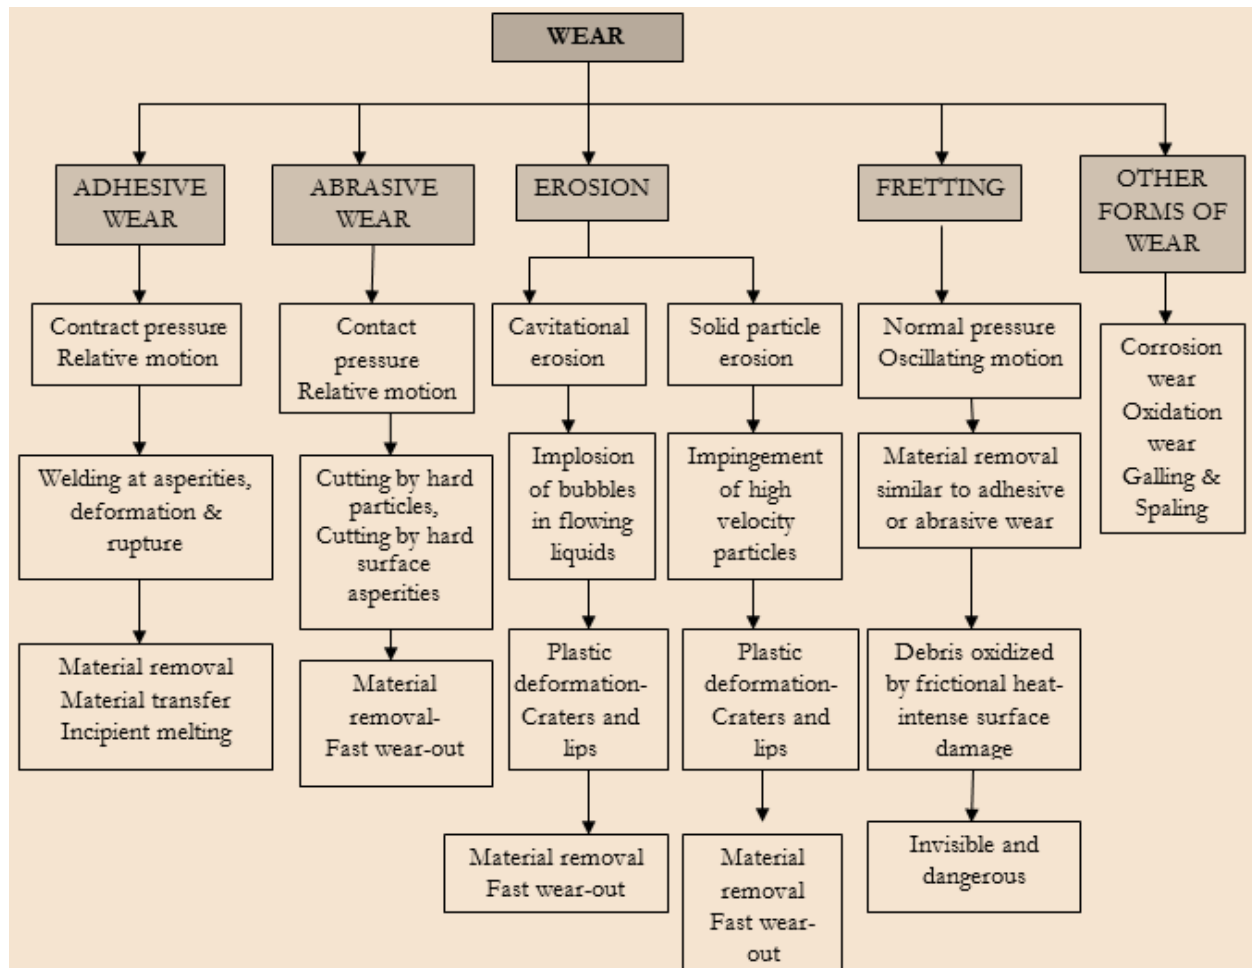 WEAR
ADHESIVE
WEAR
ABRASIVE
WEAR
EROSION
FRETTING
OTHER
FORMS OF
WEAR
Contract pressure
Relative motion
Contact
pressure
Relative motion
Cavitational
erosion
Solid particle
erosion
Normal pressure
Oscillating motion
Corrosion
wear
Oxidation
wear
Galling &
Spaling
Welding at asperities,
deformation &
rupture
Cutting by hard
particles,
Cutting by hard
surface
asperities
Implosion
of bubbles
in flowing
liquids
Impingement
of high
velocity
particles
Material removal
similar to adhesive
or abrasive wear
Material removal
Material transfer
Incipient melting
Material
removal-
Fast wear-out
Plastic
deformation-
Craters and
lips
Plastic
deformation-
Craters and
lips
Debris oxidized
by frictional heat-
intense surface
damage
Material removal
Fast wear-out
Material
removal
Fast wear-
out
Invisible and
dangerous